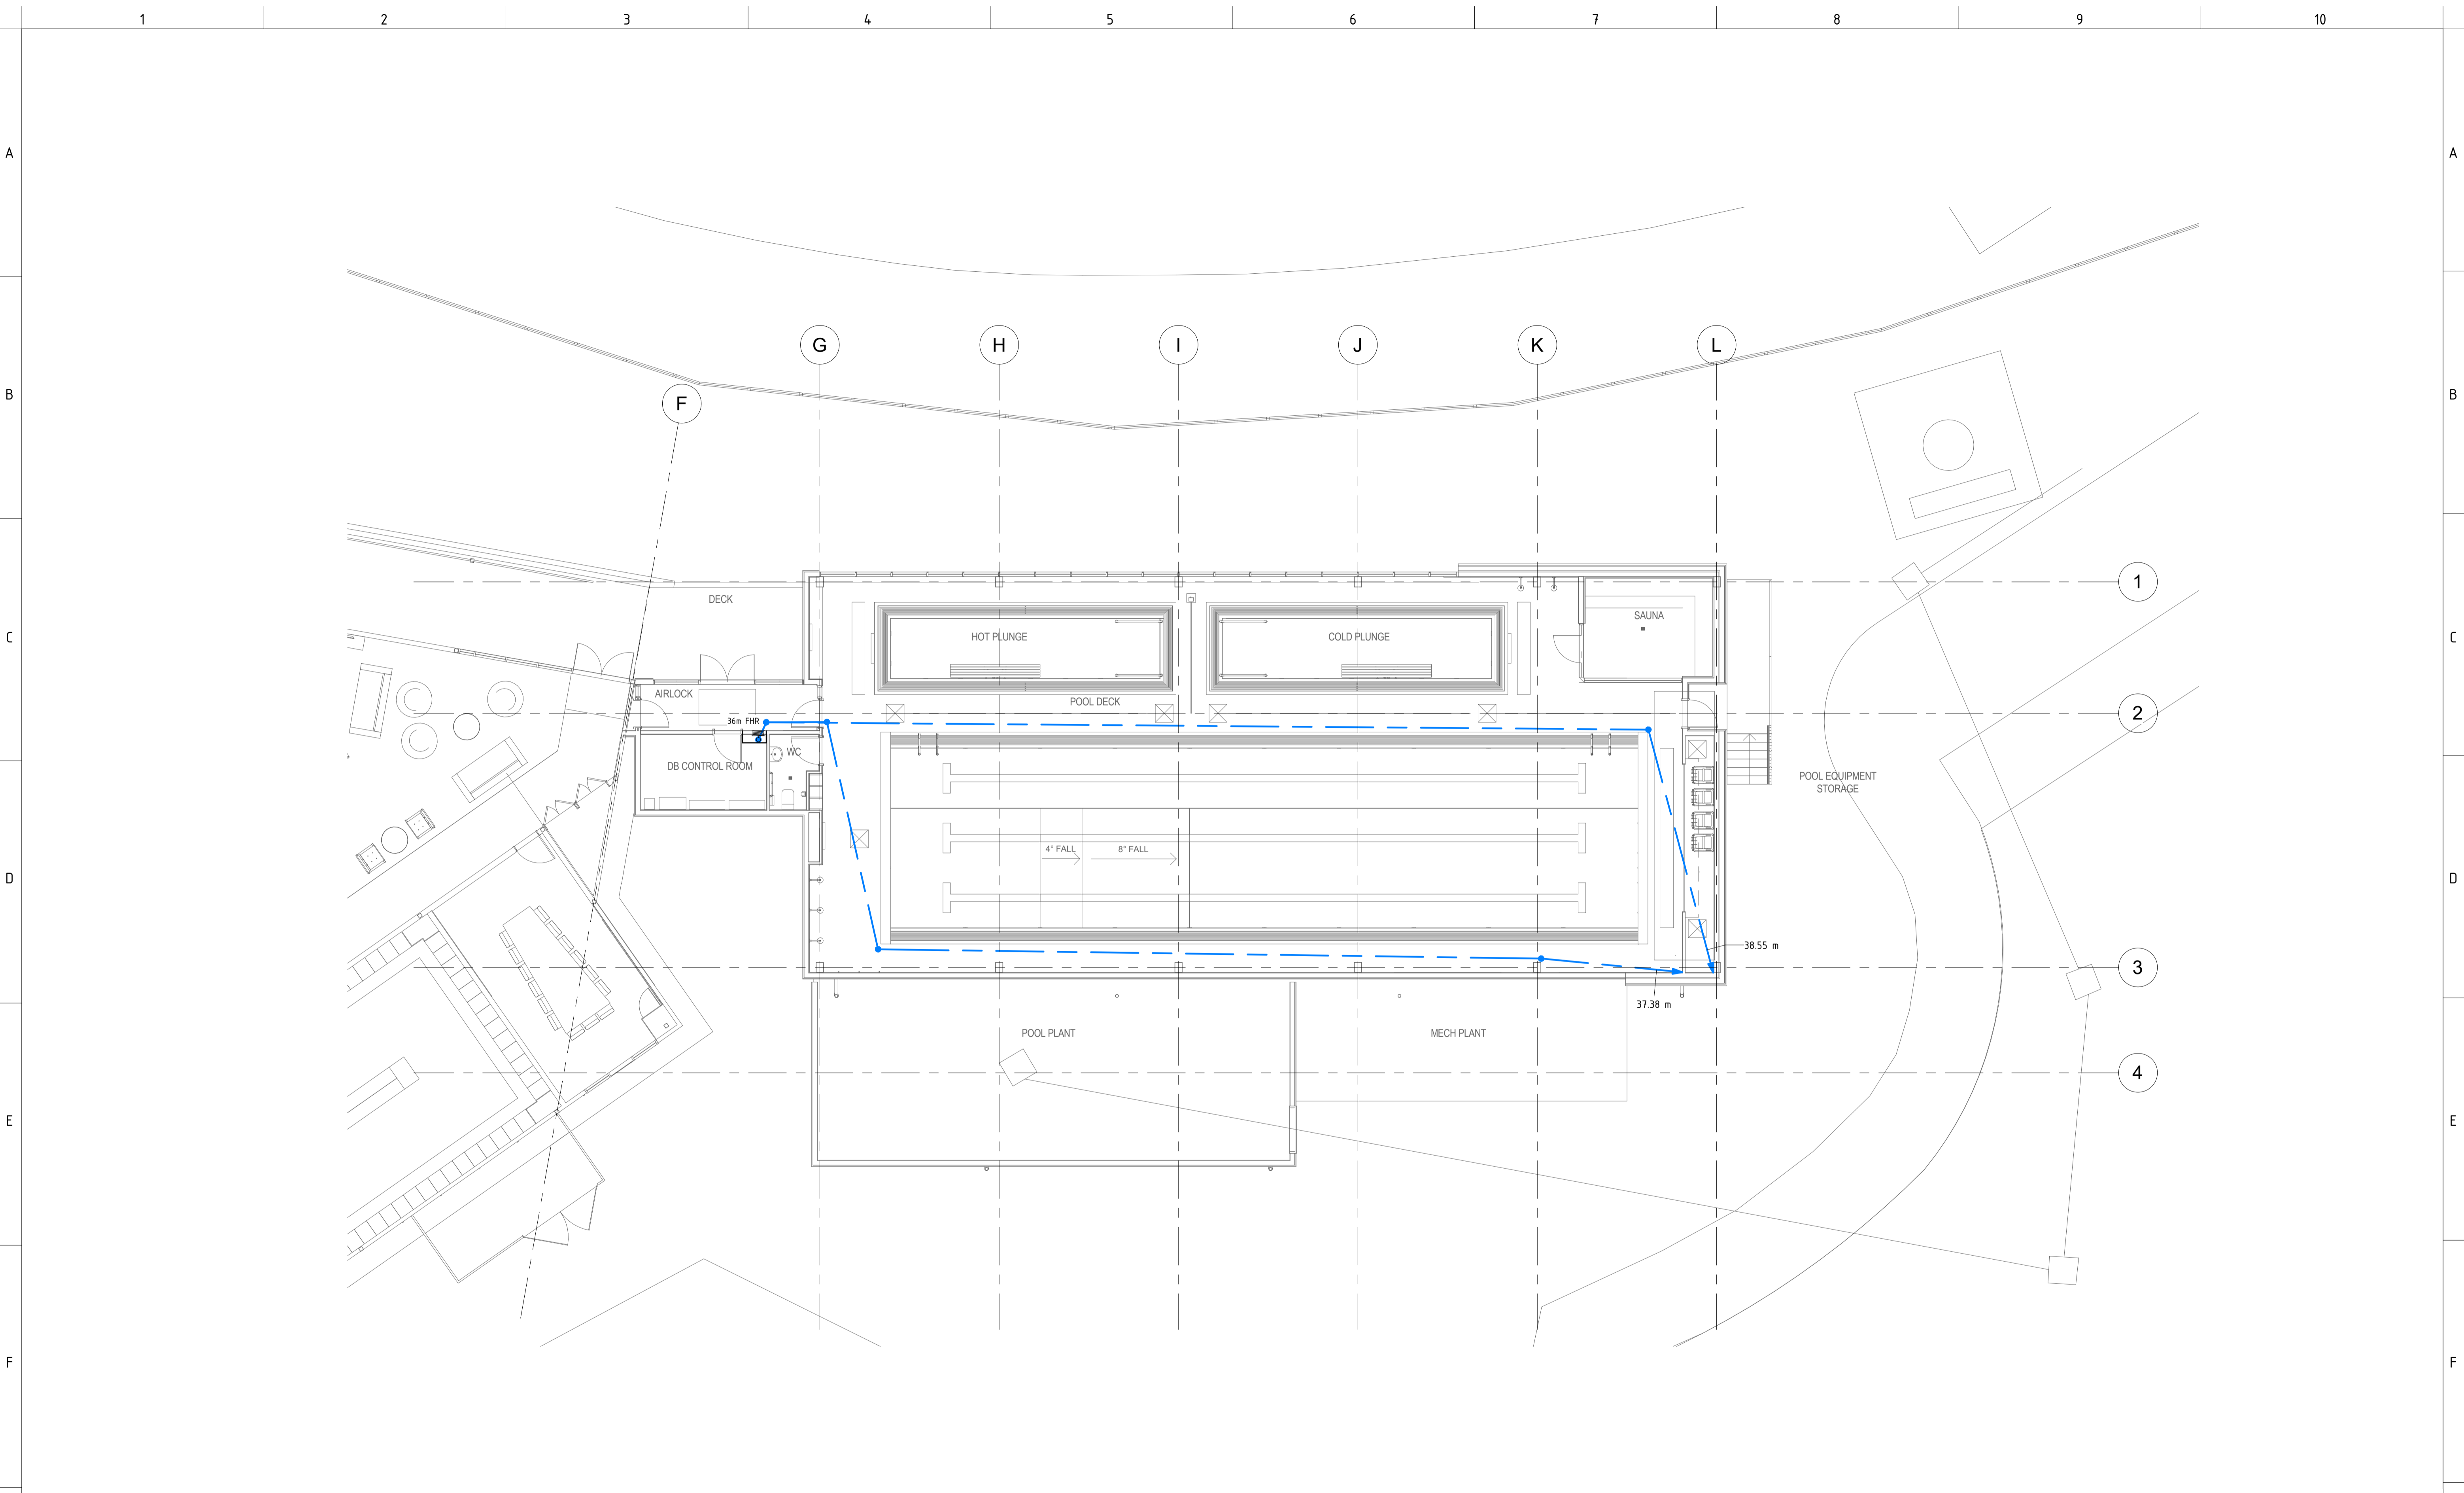 1 2 3 4 5 6 7 8 9 10
A A
B B
G H I J K L
F
C C
1
DECK
HOT PLUNGE COLD PLUNGE SAUNA
AIRLOCK
POOL DECK
2
36m FHR
WC
DB CONTROL ROOM
POOL EQUIPMENT
STORAGE
4° FALL 8° FALL
D D
38.55 m
3
37.38 m
POOL PLANT MECH PLANT
4
E E
F F